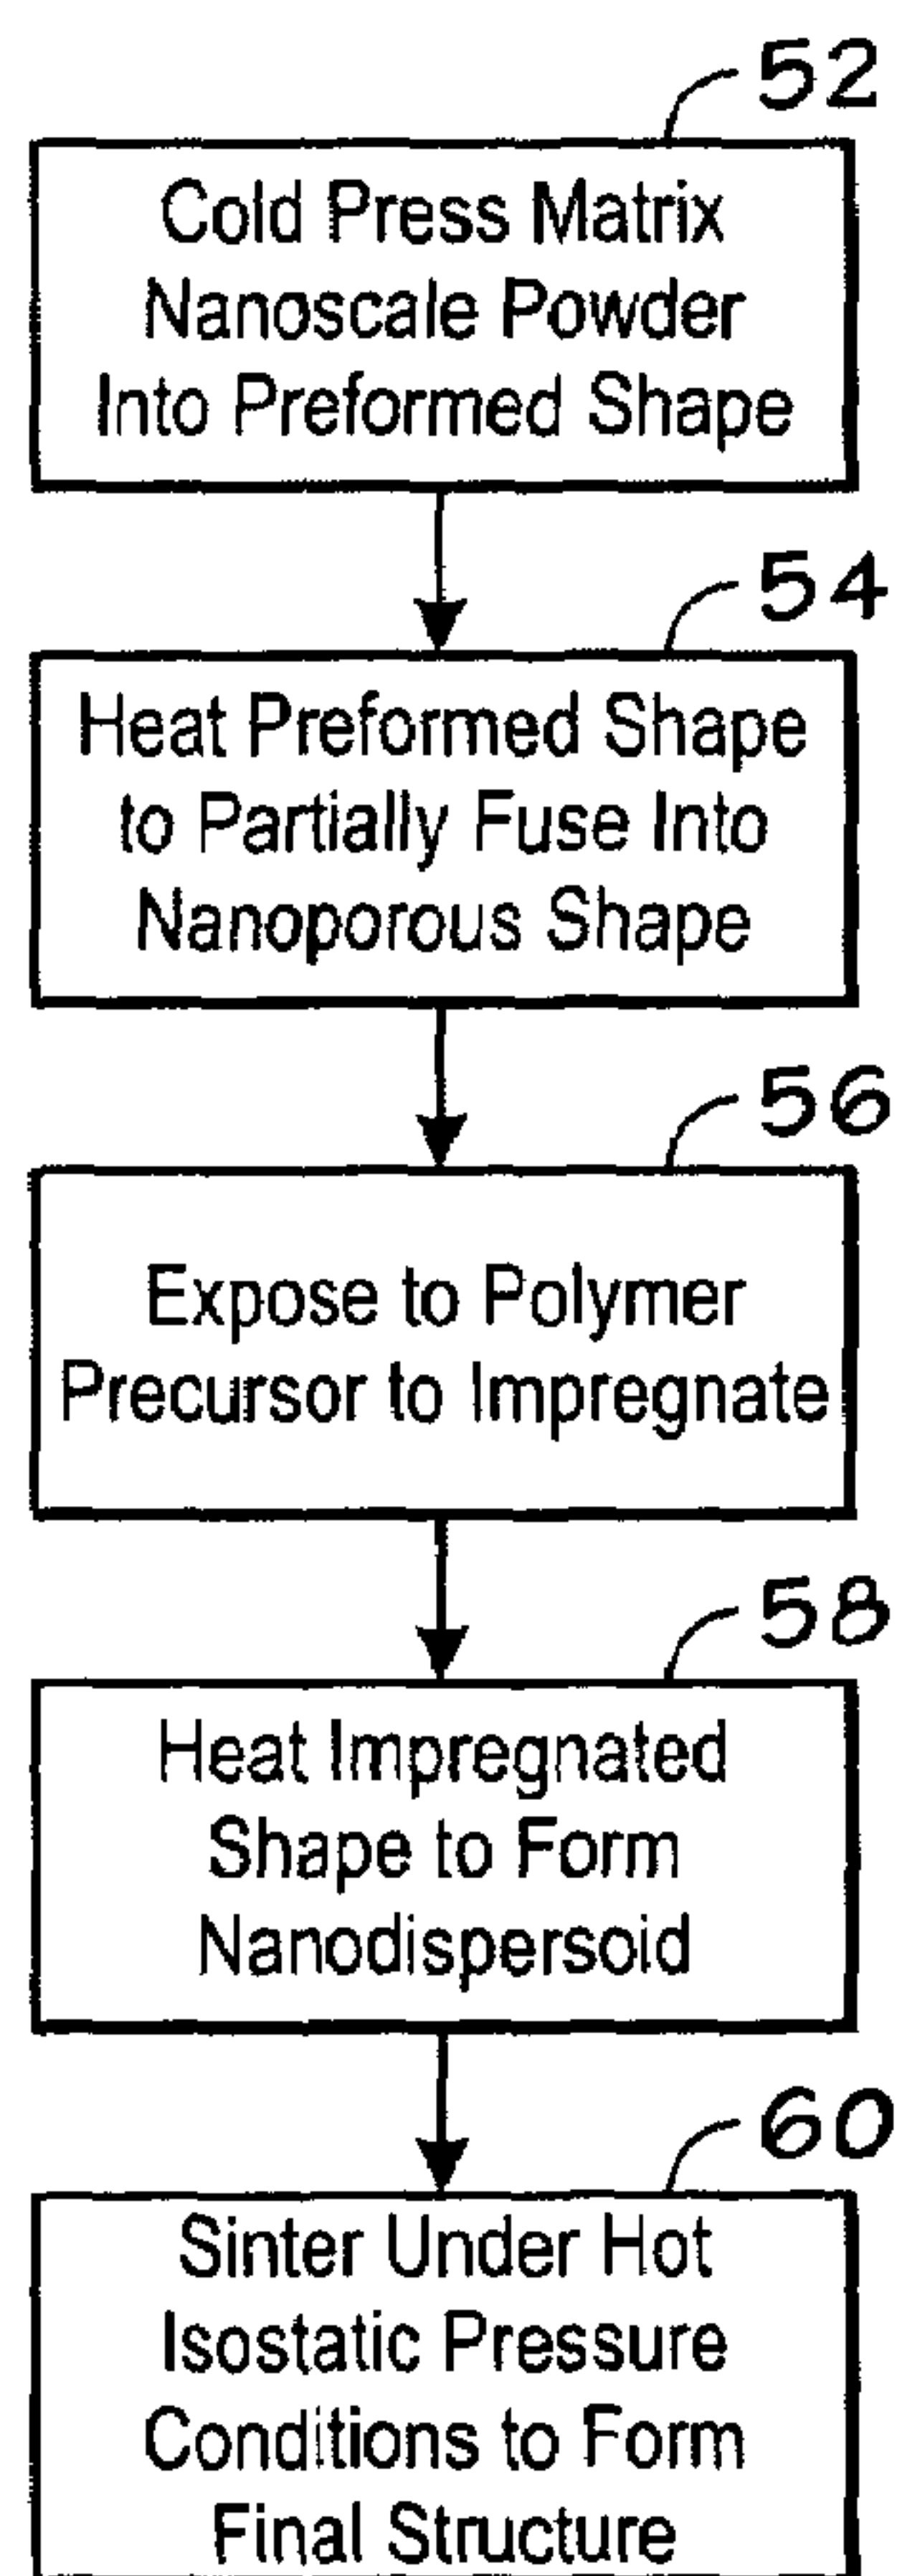 52
Cold Press Matrix
Nanoscale Powder
Into Preformed Shape
54
Heat Preformed Shape
to Partially Fuse Into
Nanoporous Shape
56
Expose to Polymer
Precursor to Impregnate
58
Heat Impregnated
Shape to Form
Nanodispersoid
60
Sinter Under Hot
Isostatic Pressure
Conditions to Form
Final Structure